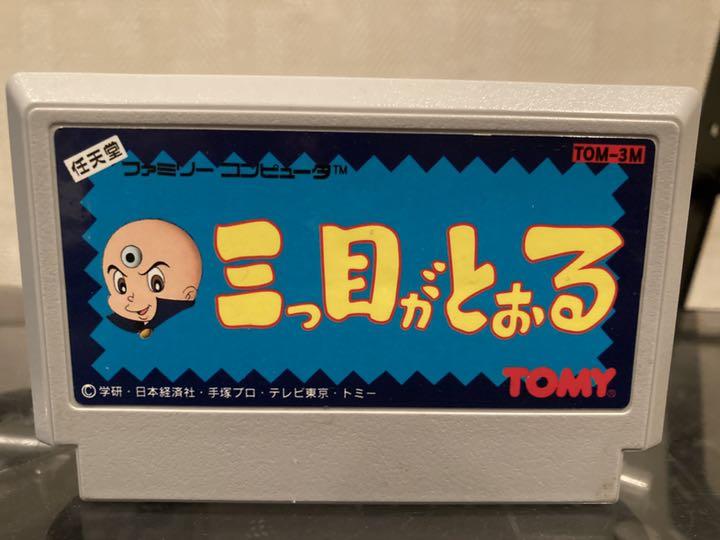 任天堂
ファミリーコンピュータ™
TOM-3M
三つ目がとおる
TOMY®
©学研・日本経済社・手塚プロ・テレビ東京・トミー